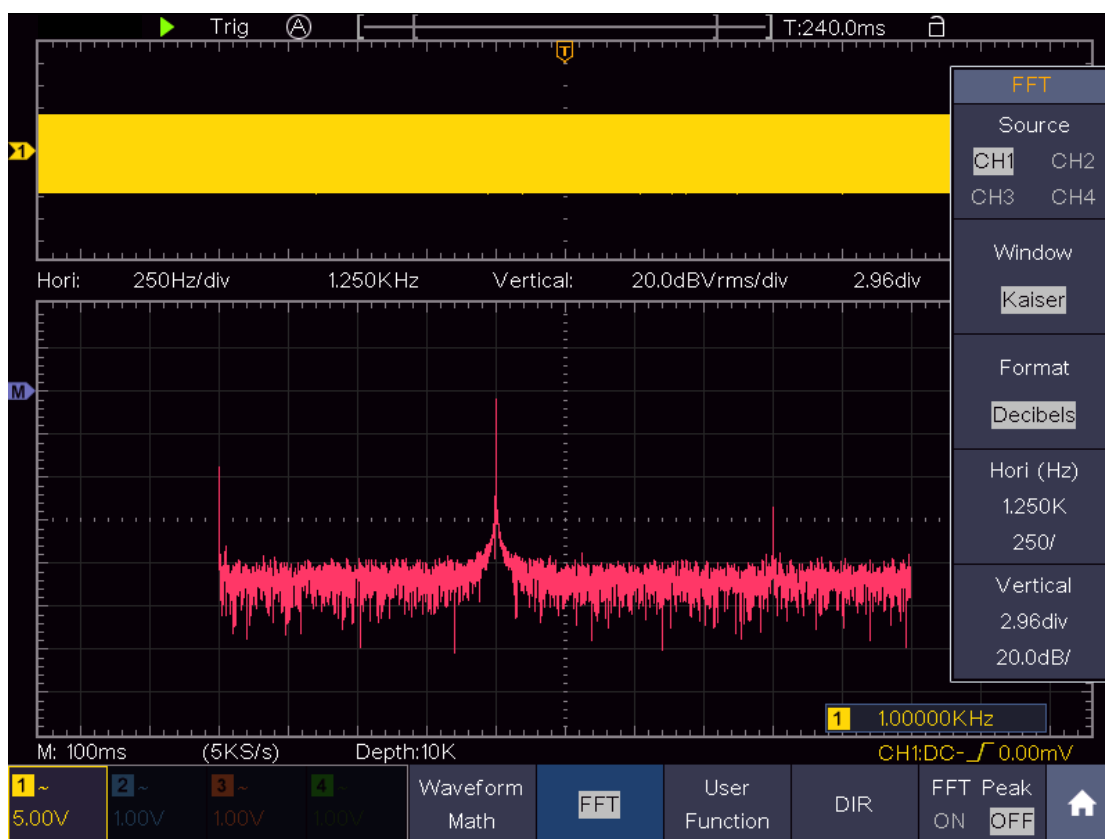 Trig A T:240.0ms
T
1
Hori: 250Hz/div 1.250KHz Vertical: 20.0dBVrms/div 2.96div
M
FFT
Source
CH1 CH2
CH3 CH4
Window
Kaiser
Format
Decibels
Hori (Hz)
1.250K
250/
Vertical
2.96div
20.0dB/
1 1.00000KHz
M: 100ms (5KS/s) Depth:10K CH1:DC- 0.00mV
1 ~
5.00V
2 ~
1.00V
3 ~
1.00V
4 ~
1.00V
Waveform
Math
FFT
User
Function
DIR
FFT Peak
ON OFF